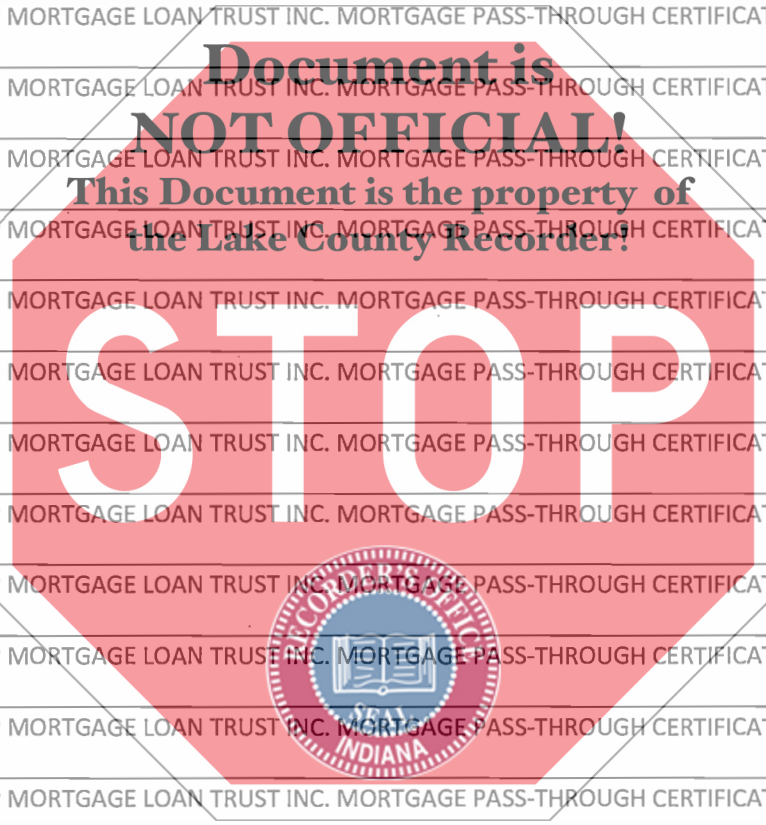 MORTGAGE LOAN TRUST INC. MORTGAGE PASS-THROUGH CERTIFICAT
Document is
MORTGAGE LOAN TRUST INC. MORTGAGE PASS-THROUGH CERTIFICAT
NOT OFFICIAL!
MORTGAGE LOAN TRUST INC. MORTGAGE PASS-THROUGH CERTIFICAT
This Document is the property of
MORTGAGE LOAN TRUST INC. MORTGAGE PASS-THROUGH CERTIFICAT
the Lake County Recorder!
MORTGAGE LOAN TRUST INC. MORTGAGE PASS-THROUGH CERTIFICAT
MORTGAGE LOAN TRUST INC. MORTGAGE PASS-THROUGH CERTIFICAT
STOP
MORTGAGE LOAN TRUST INC. MORTGAGE PASS-THROUGH CERTIFICAT
MORTGAGE LOAN TRUST INC. MORTGAGE PASS-THROUGH CERTIFICAT
MORTGAGE LOAN TRUST INC. MORTGAGE PASS-THROUGH CERTIFICAT
RECORDER'S OFFICE
MORTGAGE LOAN TRUST INC. MORTGAGE PASS-THROUGH CERTIFICAT
SEAL
MORTGAGE LOAN TRUST INC. MORTGAGE PASS-THROUGH CERTIFICAT
INDIANA
MORTGAGE LOAN TRUST INC. MORTGAGE PASS-THROUGH CERTIFICAT